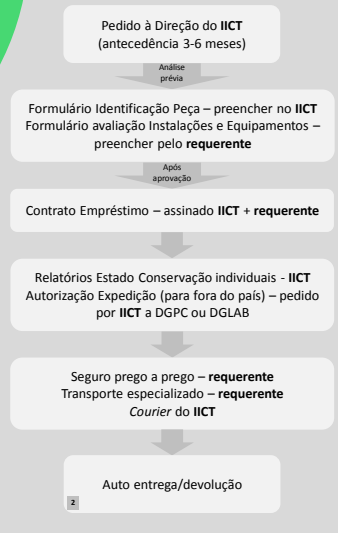 Pedido à Direção do IICT
(antecedência 3-6 meses)
Análise
prévia
Formulário Identificação Peça – preencher no IICT
Formulário avaliação Instalações e Equipamentos –
preencher pelo requerente
Após
aprovação
Contrato Empréstimo – assinado IICT + requerente
Relatórios Estado Conservação individuais - IICT
Autorização Expedição (para fora do país) – pedido
por IICT a DGPC ou DGLAB
Seguro prego a prego – requerente
Transporte especializado – requerente
Courier do IICT
Auto entrega/devolução
2